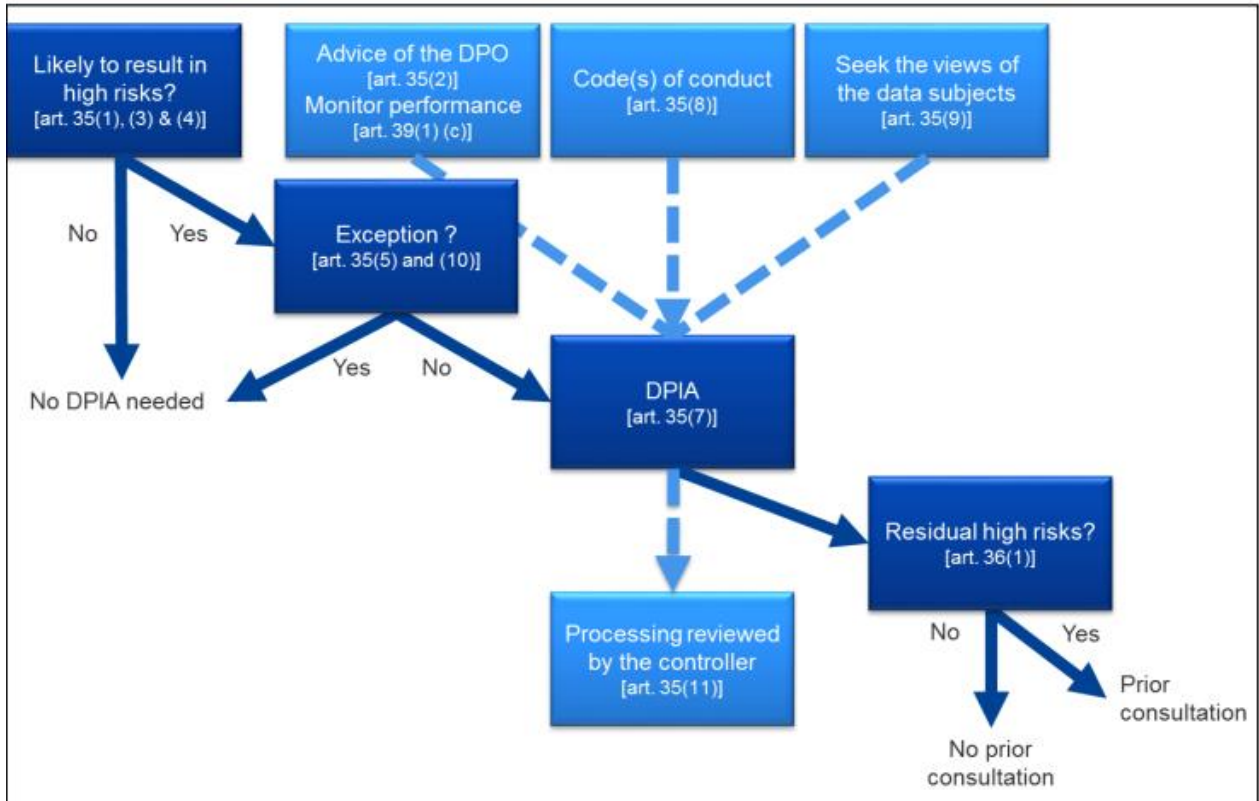 Likely to result in
high risks?
[art. 35(1), (3) & (4)]
Advice of the DPO
[art. 35(2)]
Monitor performance
[art. 39(1) (c)]
Code(s) of conduct
[art. 35(8)]
Seek the views of
the data subjects
[art. 35(9)]
No
Yes
Exception ?
[art. 35(5) and (10)]
Yes
No
No DPIA needed
DPIA
[art. 35(7)]
Residual high risks?
[art. 36(1)]
Processing reviewed
by the controller
[art. 35(11)]
No
Yes
Prior
consultation
No prior
consultation